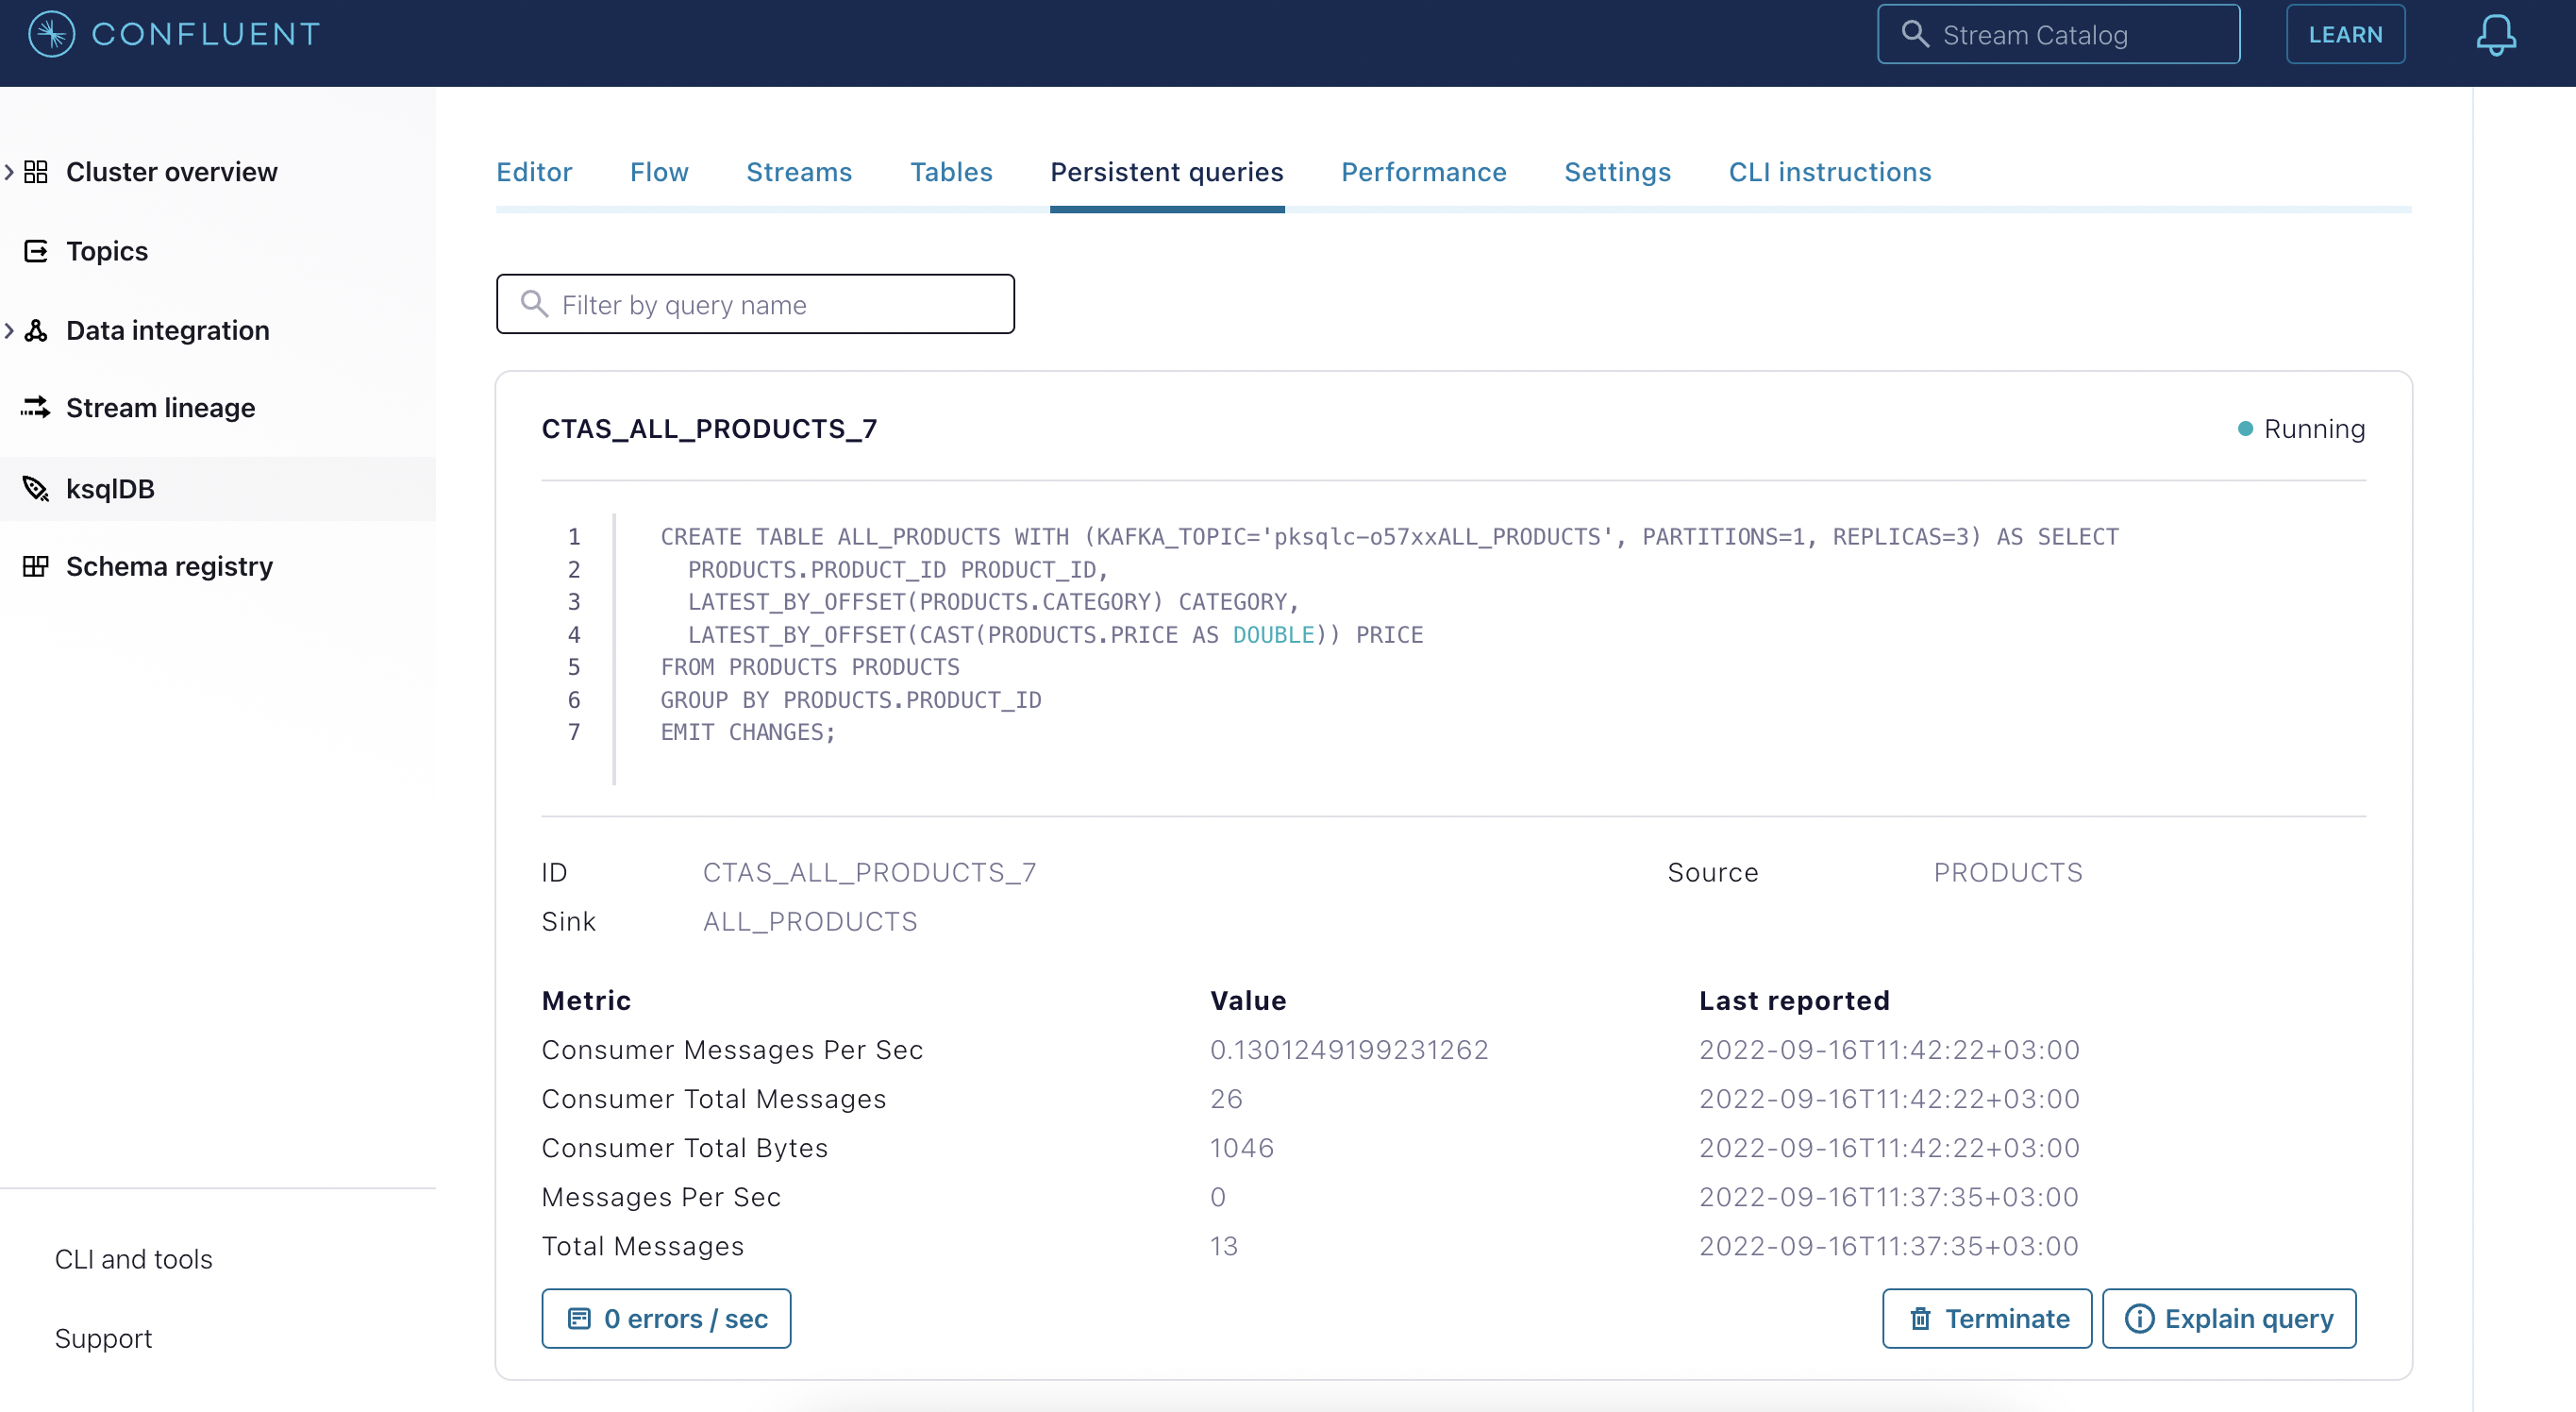 CONFLUENT
Stream Catalog
LEARN
Cluster overview
Topics
Data integration
Stream lineage
ksqlDB
Schema registry
CLI and tools
Support
Editor Flow Streams Tables Persistent queries Performance Settings CLI instructions
Filter by query name
CTAS_ALL_PRODUCTS_7
Running
1 CREATE TABLE ALL_PRODUCTS WITH (KAFKA_TOPIC='pksqlc-o57xxALL_PRODUCTS', PARTITIONS=1, REPLICAS=3) AS SELECT
2 PRODUCTS.PRODUCT_ID PRODUCT_ID,
3 LATEST_BY_OFFSET(PRODUCTS.CATEGORY) CATEGORY,
4 LATEST_BY_OFFSET(CAST(PRODUCTS.PRICE AS DOUBLE)) PRICE
5 FROM PRODUCTS PRODUCTS
6 GROUP BY PRODUCTS.PRODUCT_ID
7 EMIT CHANGES;
ID CTAS_ALL_PRODUCTS_7 Source PRODUCTS
Sink ALL_PRODUCTS
Metric Value Last reported
Consumer Messages Per Sec 0.1301249199231262 2022-09-16T11:42:22+03:00
Consumer Total Messages 26 2022-09-16T11:42:22+03:00
Consumer Total Bytes 1046 2022-09-16T11:42:22+03:00
Messages Per Sec 0 2022-09-16T11:37:35+03:00
Total Messages 13 2022-09-16T11:37:35+03:00
0 errors / sec Terminate Explain query